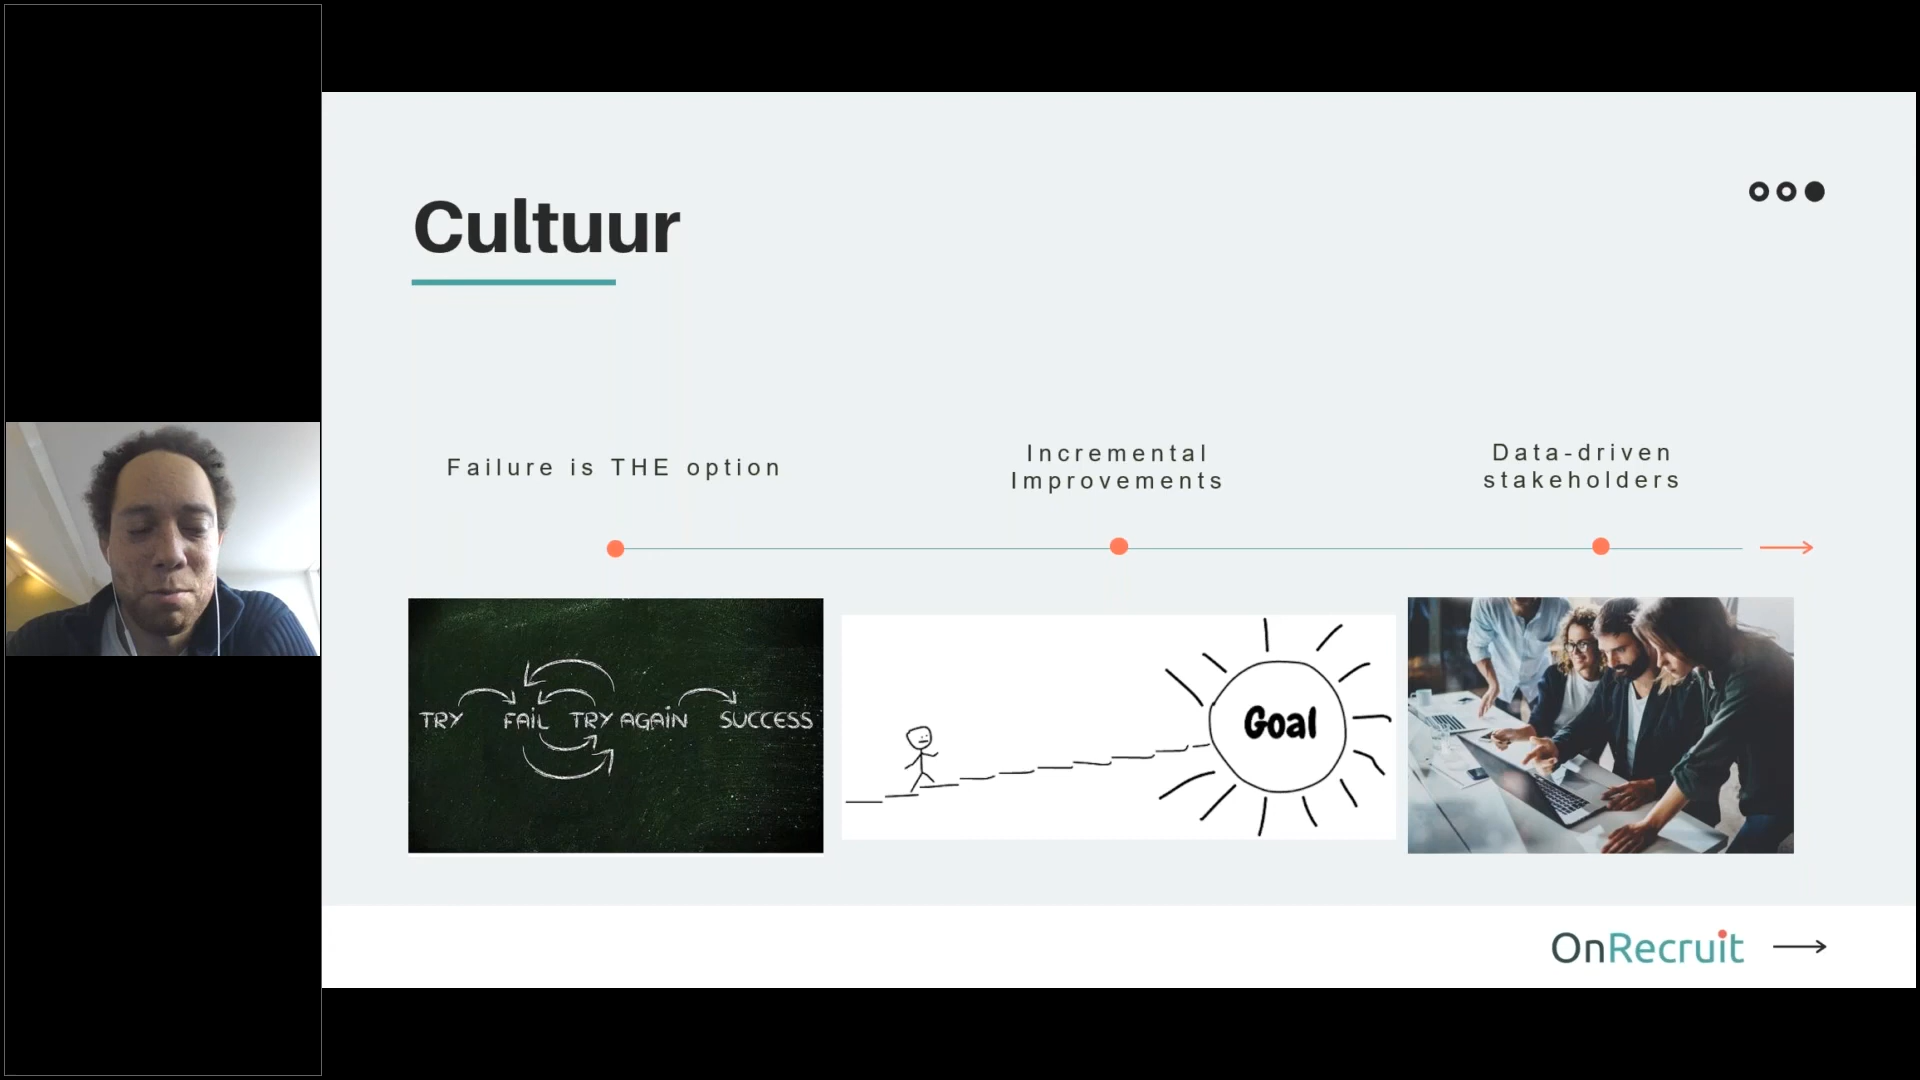 Cultuur
Failure is THE option
Incremental
Improvements
Data-driven
stakeholders
TRY FAIL TRY AGAIN SUCCESS
Goal
OnRecruit